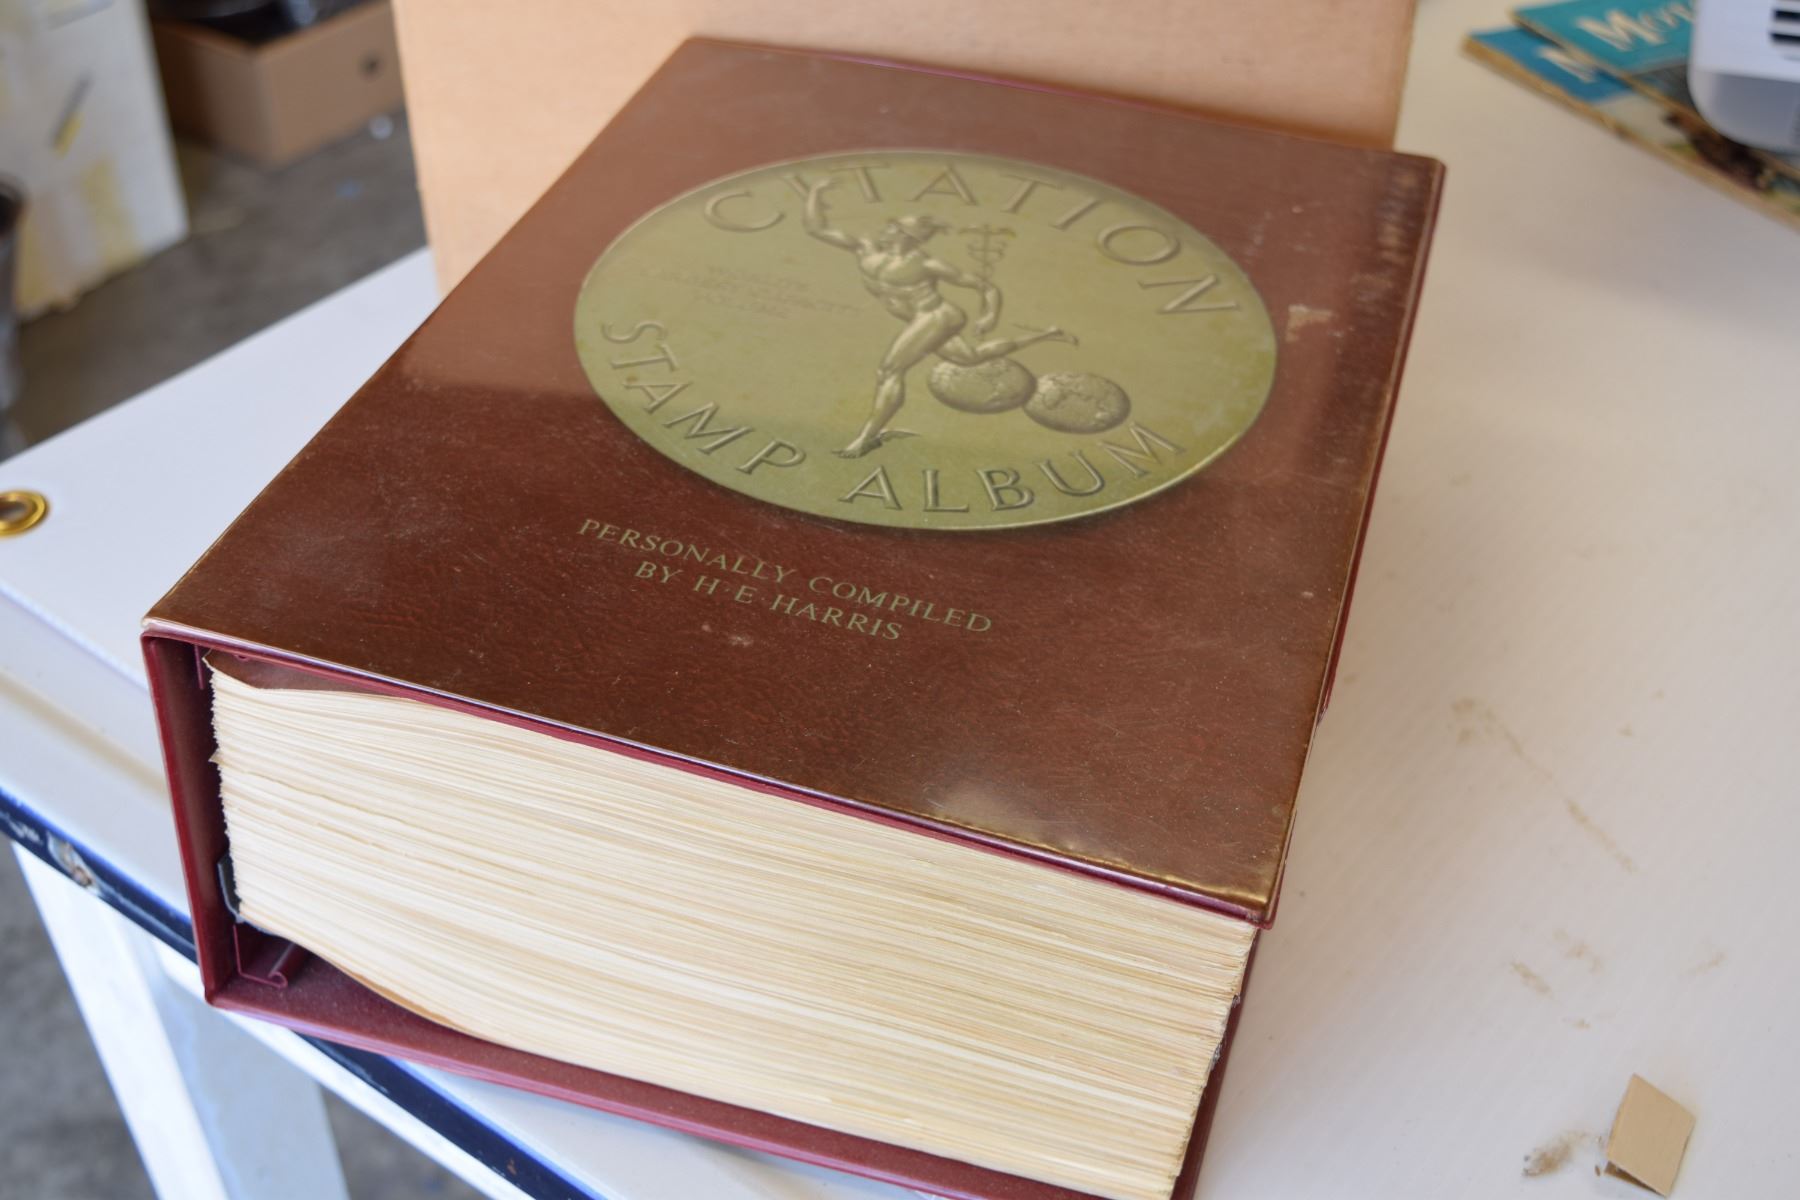 CITATION
STAMP ALBUM
PERSONALLY COMPILED
BY H·E·HARRIS